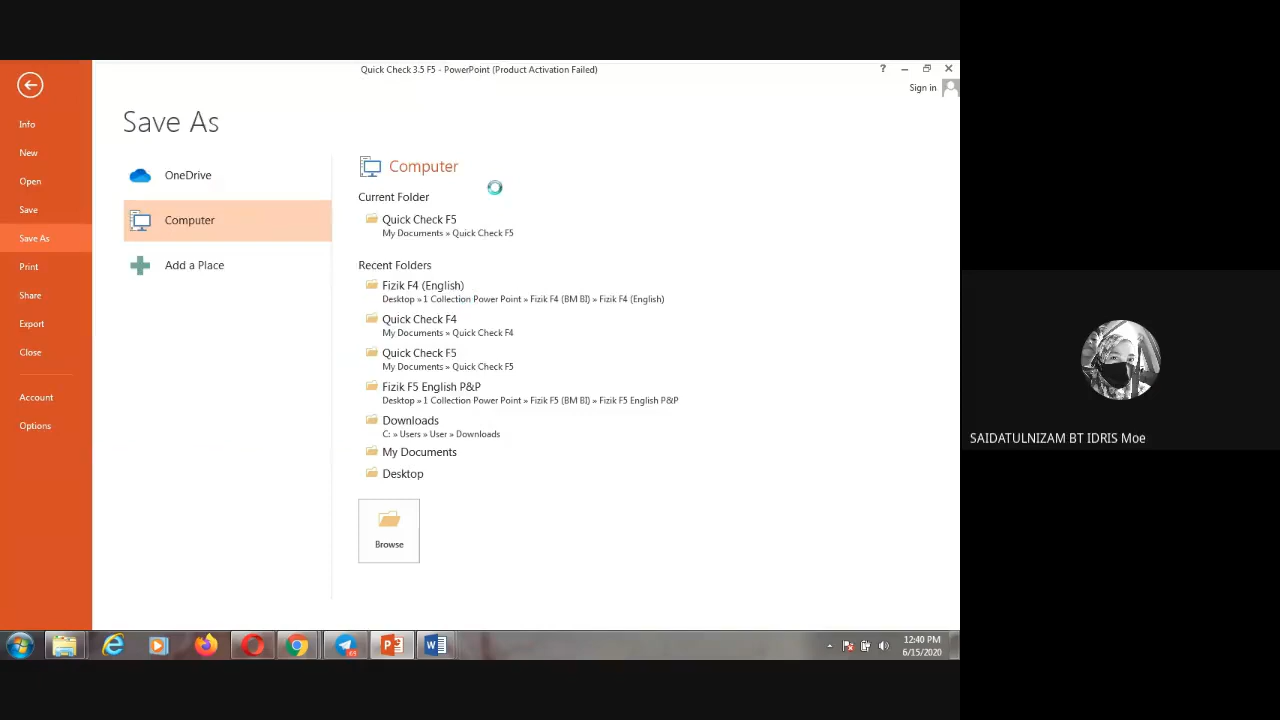 Quick Check 3.5 F5 - PowerPoint (Product Activation Failed)
?
Sign in
Info
New
Open
Save
Save As
Print
Share
Export
Close
Account
Options
Save As
OneDrive
Computer
Add a Place
Computer
Current Folder
Quick Check F5
My Documents » Quick Check F5
Recent Folders
Fizik F4 (English)
Desktop » 1 Collection Power Point » Fizik F4 (BM BI) » Fizik F4 (English)
Quick Check F4
My Documents » Quick Check F4
Quick Check F5
My Documents » Quick Check F5
Fizik F5 English P&P
Desktop » 1 Collection Power Point » Fizik F5 (BM BI) » Fizik F5 English P&P
Downloads
C: » Users » User » Downloads
My Documents
Desktop
Browse
SAIDATULNIZAM BT IDRIS Moe
12:40 PM
6/15/2020